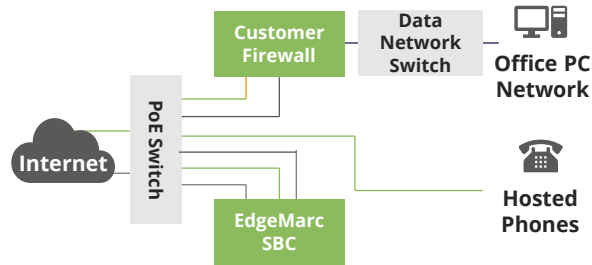 Customer
Firewall
Data
Network
Switch
Office PC
Network
PoE Switch
Internet
Hosted
Phones
EdgeMarc
SBC